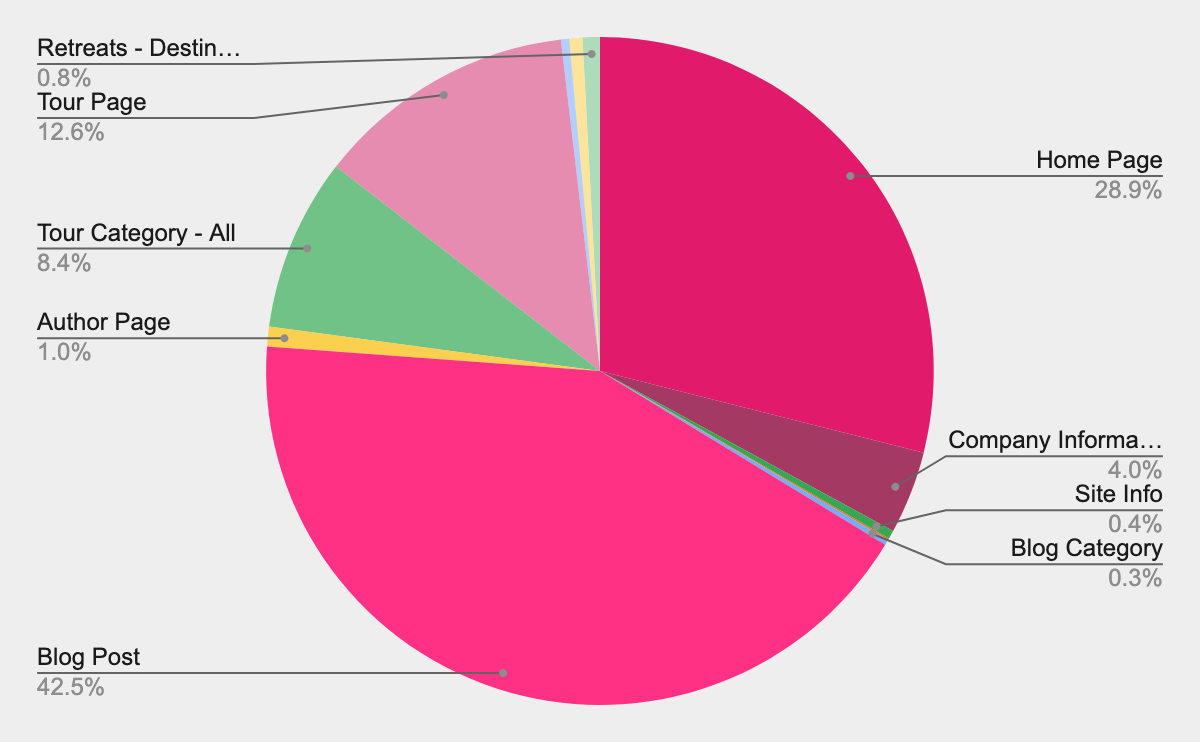 Retreats - Destin…
0.8%
Tour Page
12.6%
Tour Category - All
8.4%
Author Page
1.0%
Blog Post
42.5%
Home Page
28.9%
Company Informa…
4.0%
Site Info
0.4%
Blog Category
0.3%